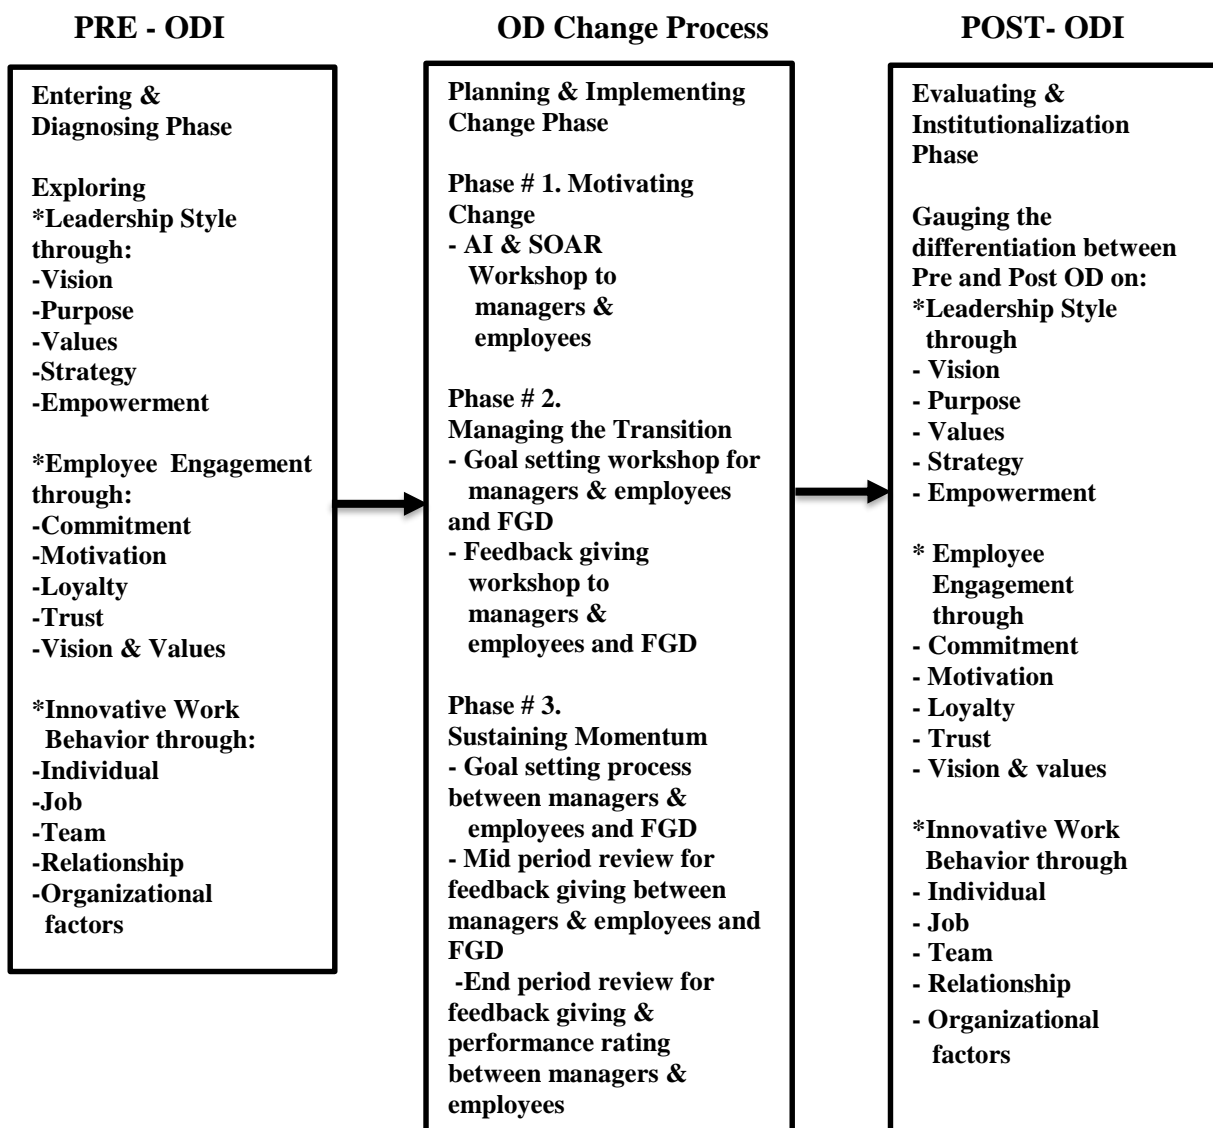 PRE - ODI
Entering &
Diagnosing Phase
Exploring
*Leadership Style
through:
-Vision
-Purpose
-Values
-Strategy
-Empowerment
*Employee Engagement
through:
-Commitment
-Motivation
-Loyalty
-Trust
-Vision & Values
*Innovative Work
Behavior through:
-Individual
-Job
-Team
-Relationship
-Organizational
factors
OD Change Process
Planning & Implementing
Change Phase
Phase # 1. Motivating
Change
- AI & SOAR
Workshop to
managers &
employees
Phase # 2.
Managing the Transition
- Goal setting workshop for
managers & employees
and FGD
- Feedback giving
workshop to
managers &
employees and FGD
Phase # 3.
Sustaining Momentum
- Goal setting process
between managers &
employees and FGD
- Mid period review for
feedback giving between
managers & employees and
FGD
-End period review for
feedback giving &
performance rating
between managers &
employees
POST- ODI
Evaluating &
Institutionalization
Phase
Gauging the
differentiation between
Pre and Post OD on:
*Leadership Style
through
- Vision
- Purpose
- Values
- Strategy
- Empowerment
* Employee
Engagement
through
- Commitment
- Motivation
- Loyalty
- Trust
- Vision & values
*Innovative Work
Behavior through
- Individual
- Job
- Team
- Relationship
- Organizational
factors